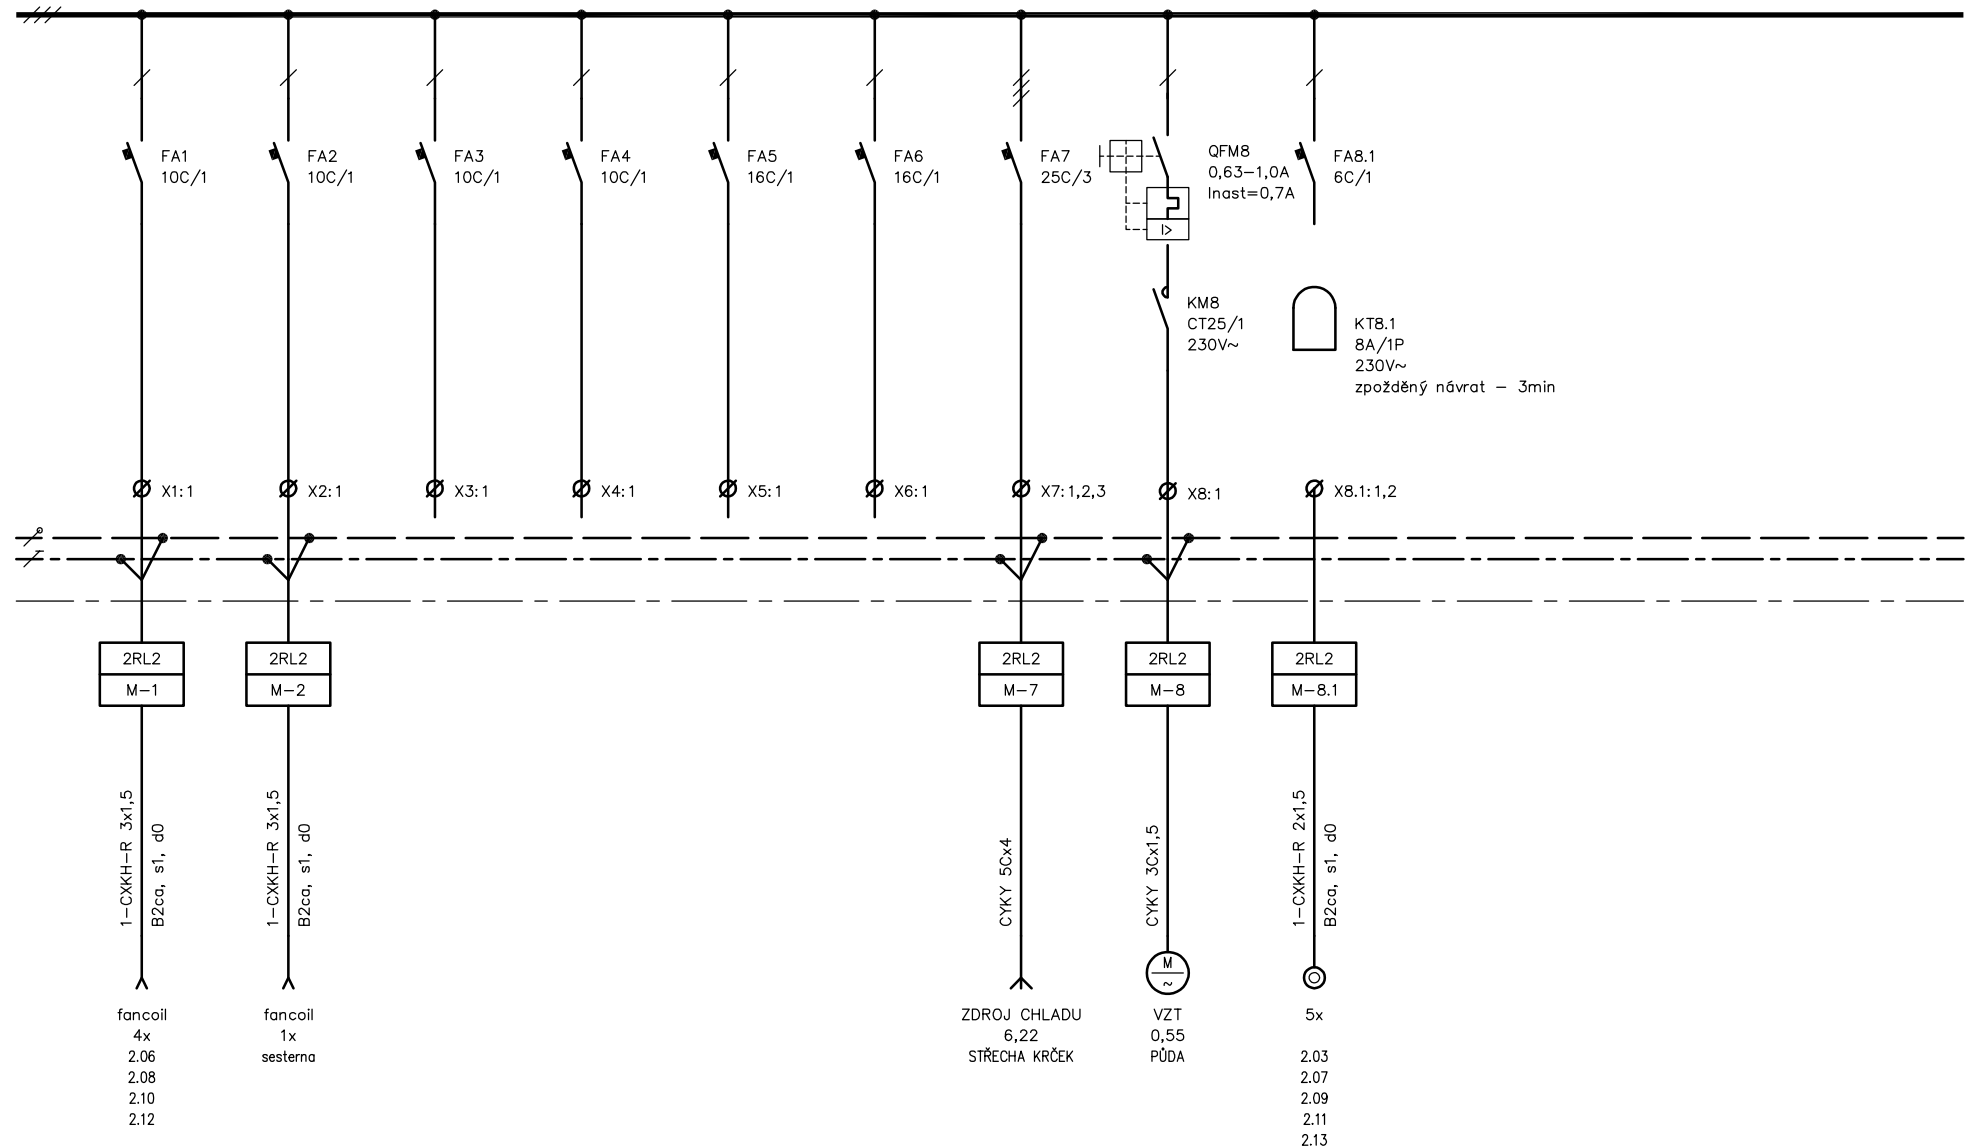 FA1
10C/1
FA2
10C/1
FA3
10C/1
FA4
10C/1
FA5
16C/1
FA6
16C/1
FA7
25C/3
QFM8
0,63–1,0A
Inast=0,7A
I>
FA8.1
6C/1
KM8
CT25/1
230V~
KT8.1
8A/1P
230V~
zpožděný návrat – 3min
X1:1
X2:1
X3:1
X4:1
X5:1
X6:1
X7:1,2,3
X8:1
X8.1:1,2
2RL2
M–1
2RL2
M–2
2RL2
M–7
2RL2
M–8
2RL2
M–8.1
1–CXKH–R 3x1,5
B2ca, s1, d0
1–CXKH–R 3x1,5
B2ca, s1, d0
CYKY 5Cx4
CYKY 3Cx1,5
1–CXKH–R 2x1,5
B2ca, s1, d0
M
~
fancoil
4x
2.06
2.08
2.10
2.12
fancoil
1x
sesterna
ZDROJ CHLADU
6,22
STŘECHA KRČEK
VZT
0,55
PŮDA
5x
2.03
2.07
2.09
2.11
2.13